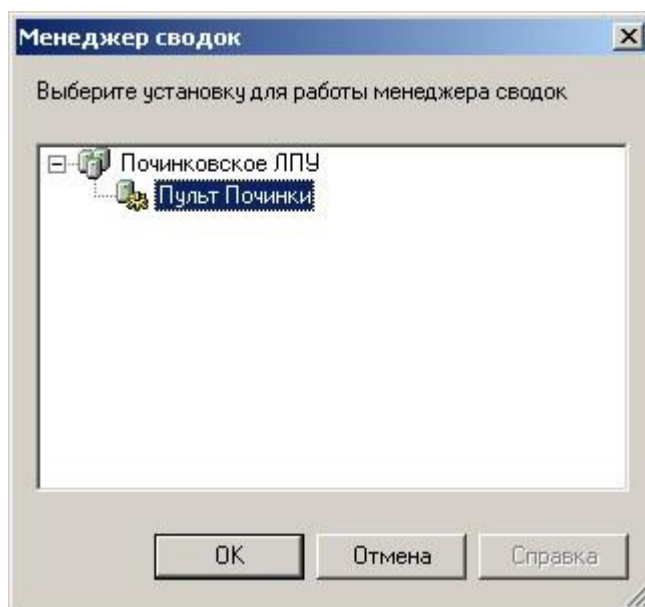 Менеджер сводок
Выберите установку для работы менеджера сводок
Починковское ЛПУ
Пульт Починки
OK
Отмена
Справка